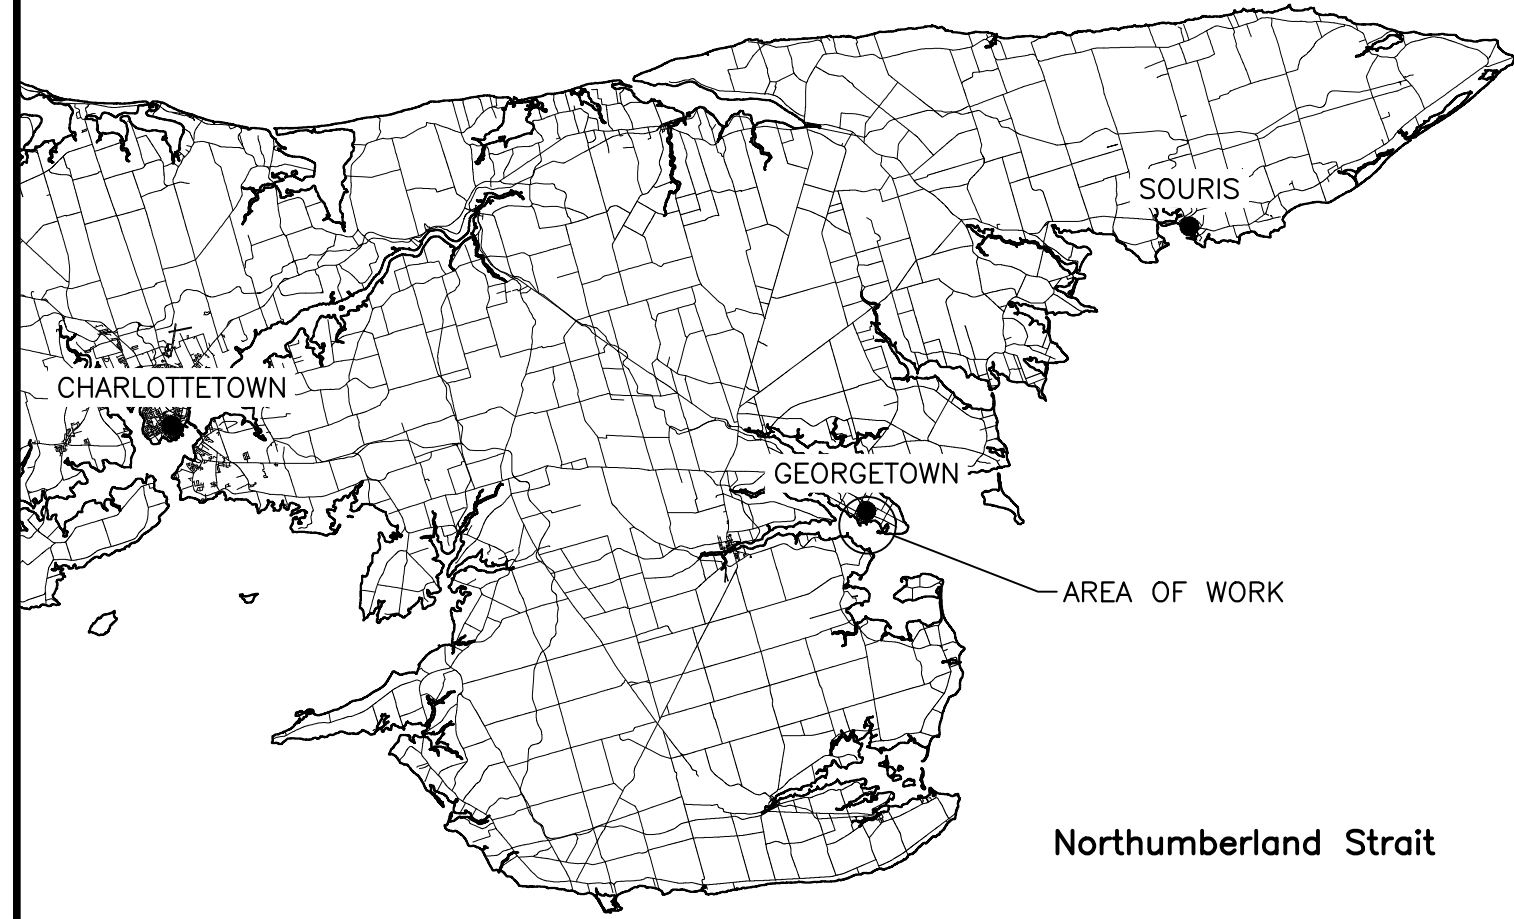 SOURIS
CHARLOTTETOWN
GEORGETOWN
AREA OF WORK
Northumberland Strait